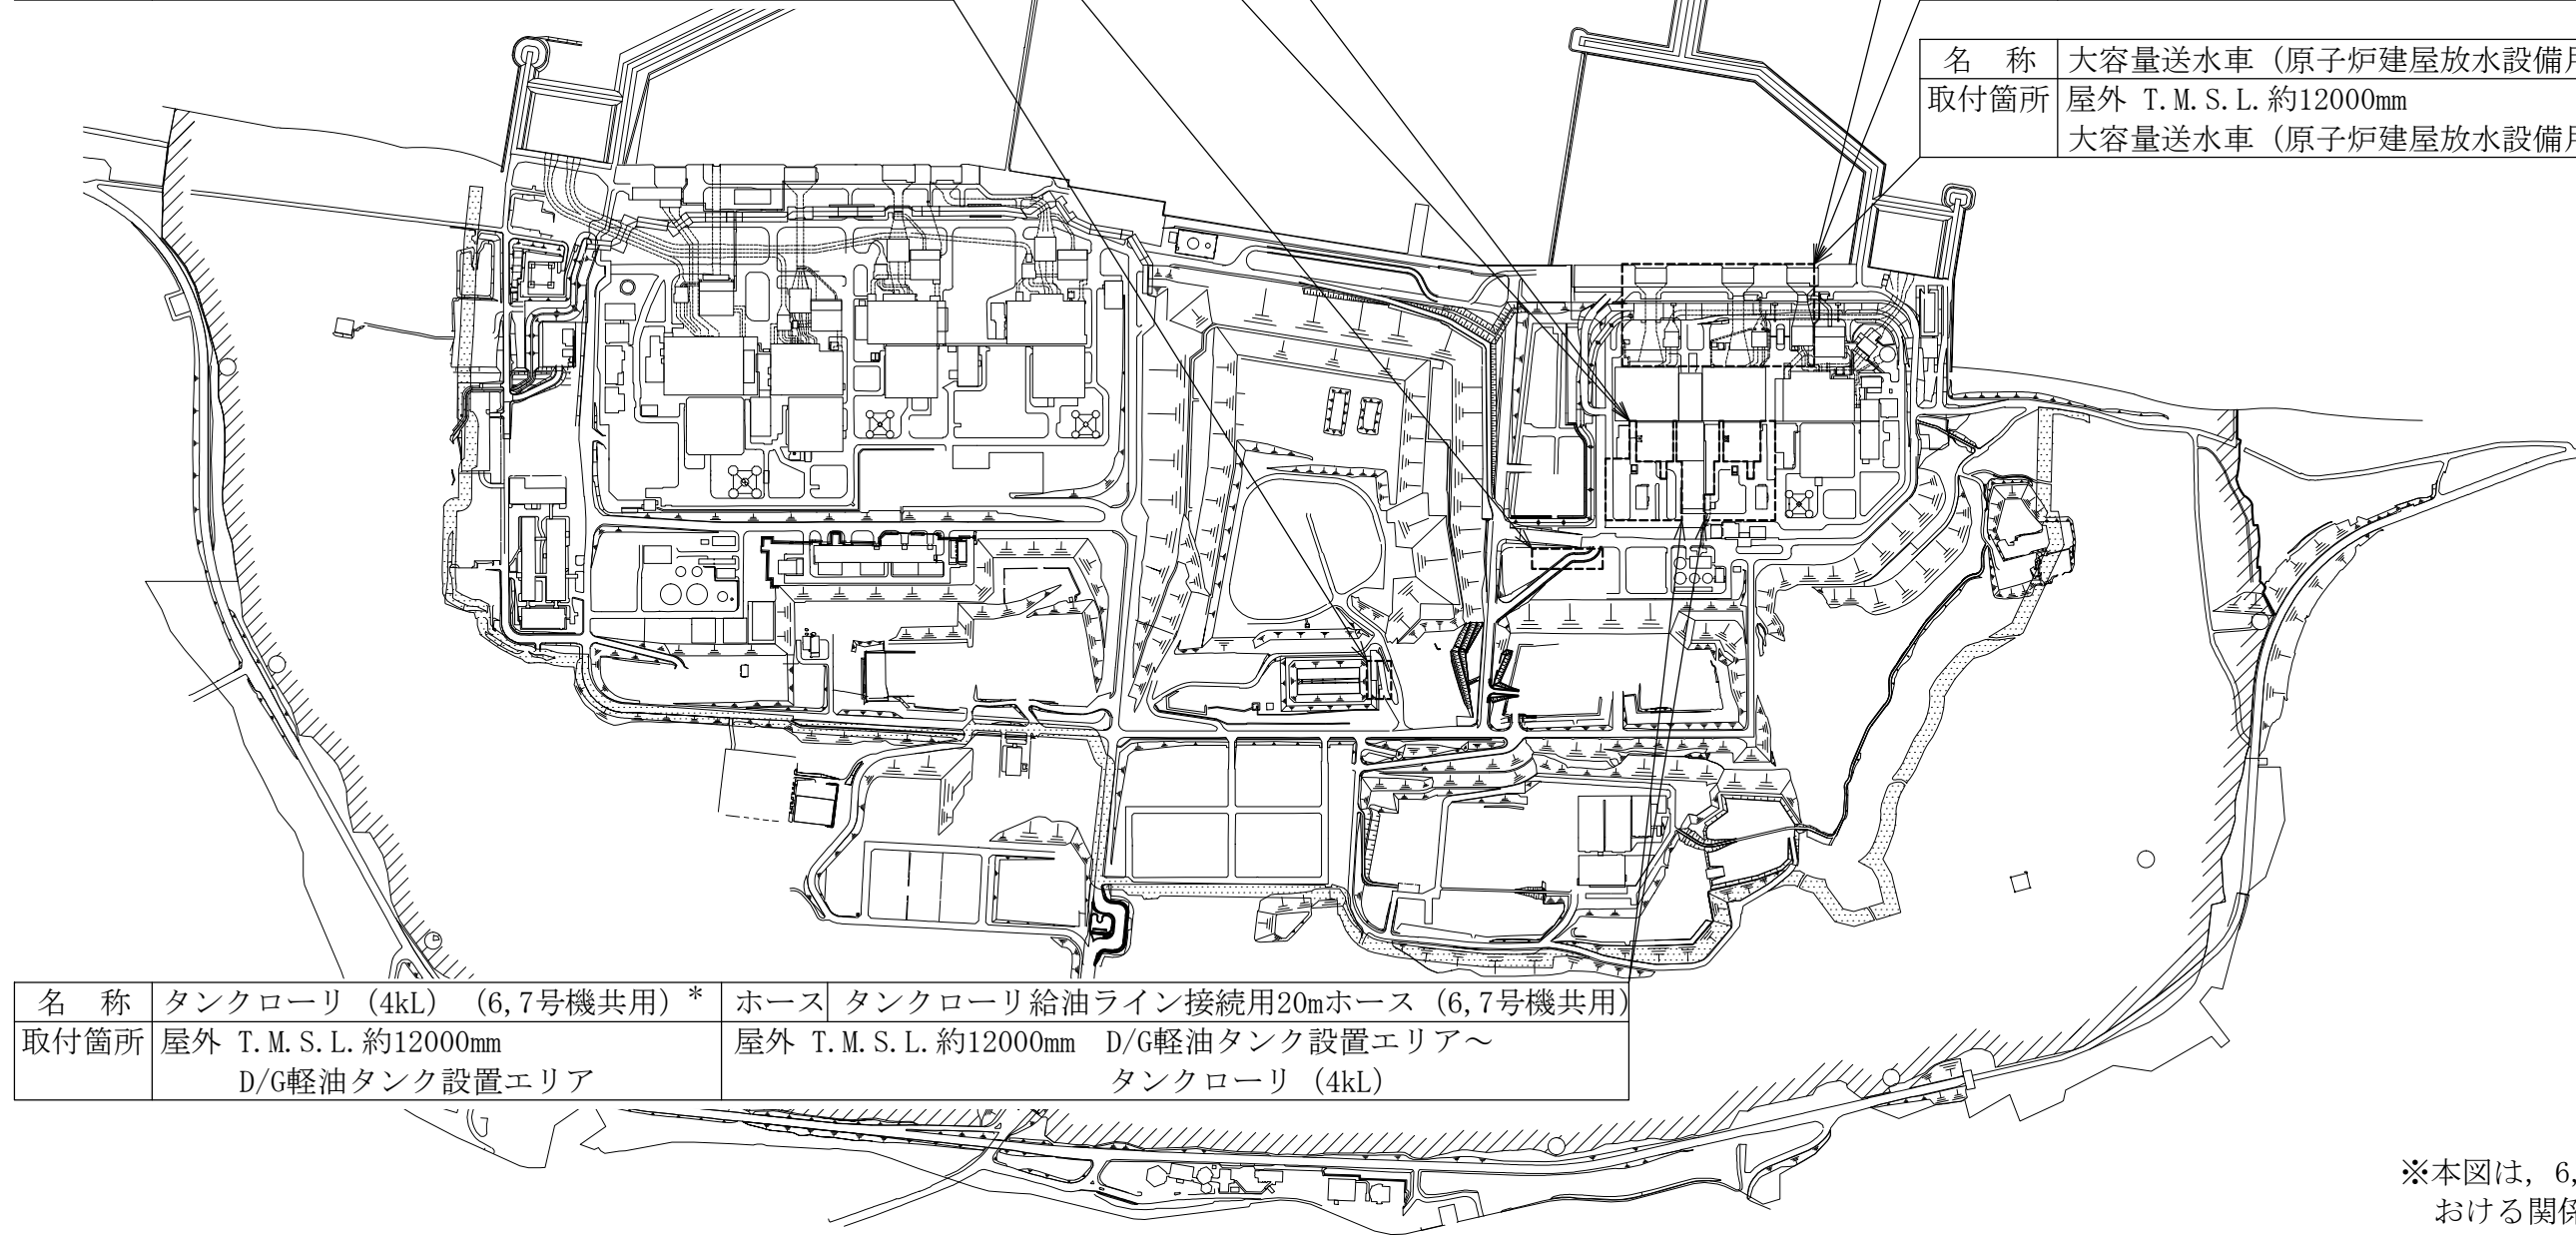 名　称 大容量送水車（原子炉建屋放水設備用
取付箇所 屋外 T.M.S.L.約12000mm
大容量送水車（原子炉建屋放水設備用
名　称 タンクローリ（4kL）（6,7号機共用）* ホース タンクローリ給油ライン接続用20mホース（6,7号機共用）
取付箇所 屋外 T.M.S.L.約12000mm 屋外 T.M.S.L.約12000mm　D/G軽油タンク設置エリア～
D/G軽油タンク設置エリア タンクローリ（4kL）
※本図は，6,
おける関係